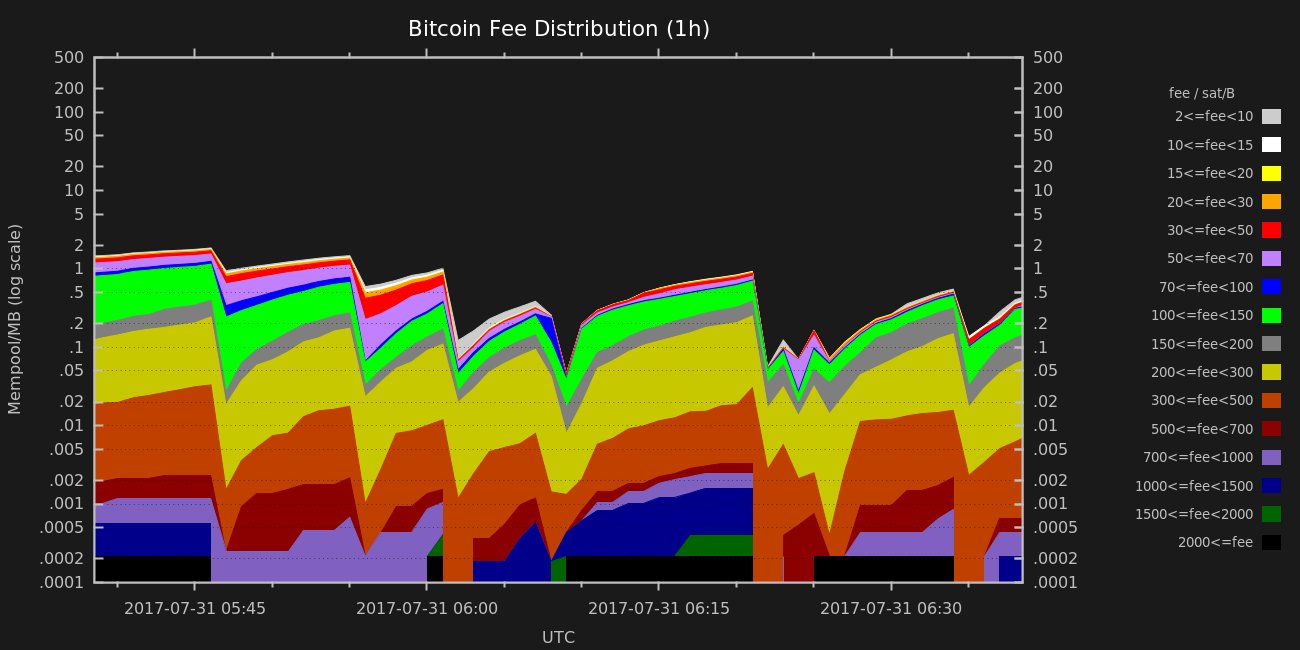 Bitcoin Fee Distribution (1h)
500 500
200 200
100 100
50 50
20 20
10 10
5 5
2 2
1 1
.5 .5
.2 .2
.1 .1
.05 .05
.02 .02
.01 .01
.005 .005
.002 .002
.001 .001
.0005 .0005
.0002 .0002
.0001 .0001
Mempool/MB (log scale)
2017-07-31 05:45 2017-07-31 06:00 2017-07-31 06:15 2017-07-31 06:30
UTC
fee / sat/B
2<=fee<10
10<=fee<15
15<=fee<20
20<=fee<30
30<=fee<50
50<=fee<70
70<=fee<100
100<=fee<150
150<=fee<200
200<=fee<300
300<=fee<500
500<=fee<700
700<=fee<1000
1000<=fee<1500
1500<=fee<2000
2000<=fee